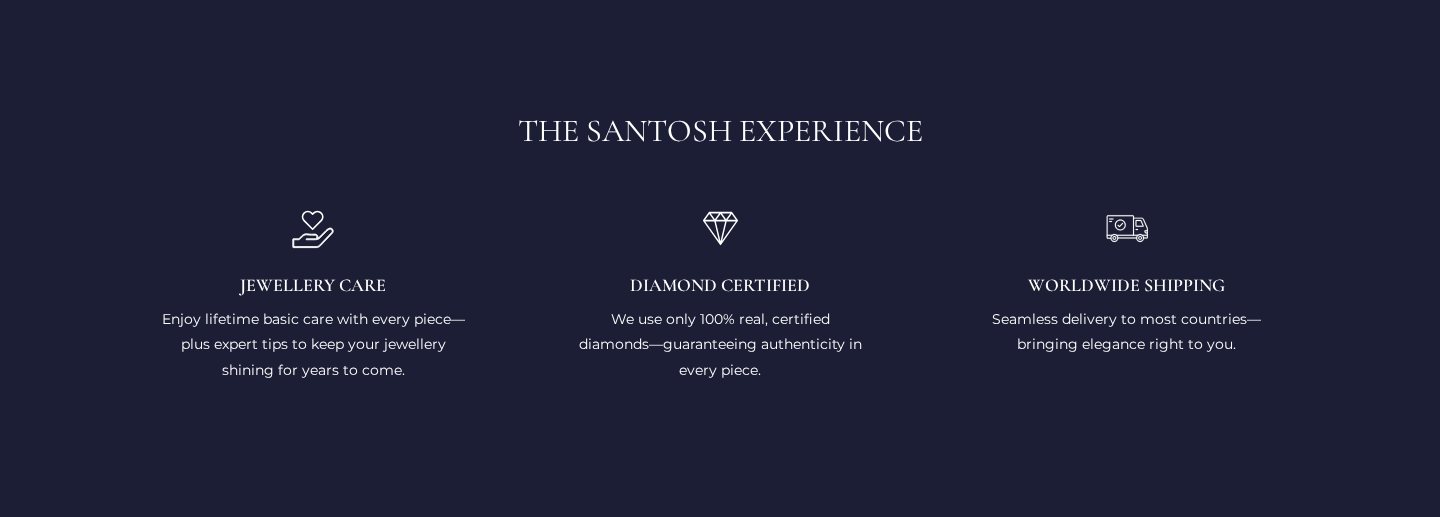 THE SANTOSH EXPERIENCE
JEWELLERY CARE
Enjoy lifetime basic care with every piece—
plus expert tips to keep your jewellery
shining for years to come.
DIAMOND CERTIFIED
We use only 100% real, certified
diamonds—guaranteeing authenticity in
every piece.
WORLDWIDE SHIPPING
Seamless delivery to most countries—
bringing elegance right to you.